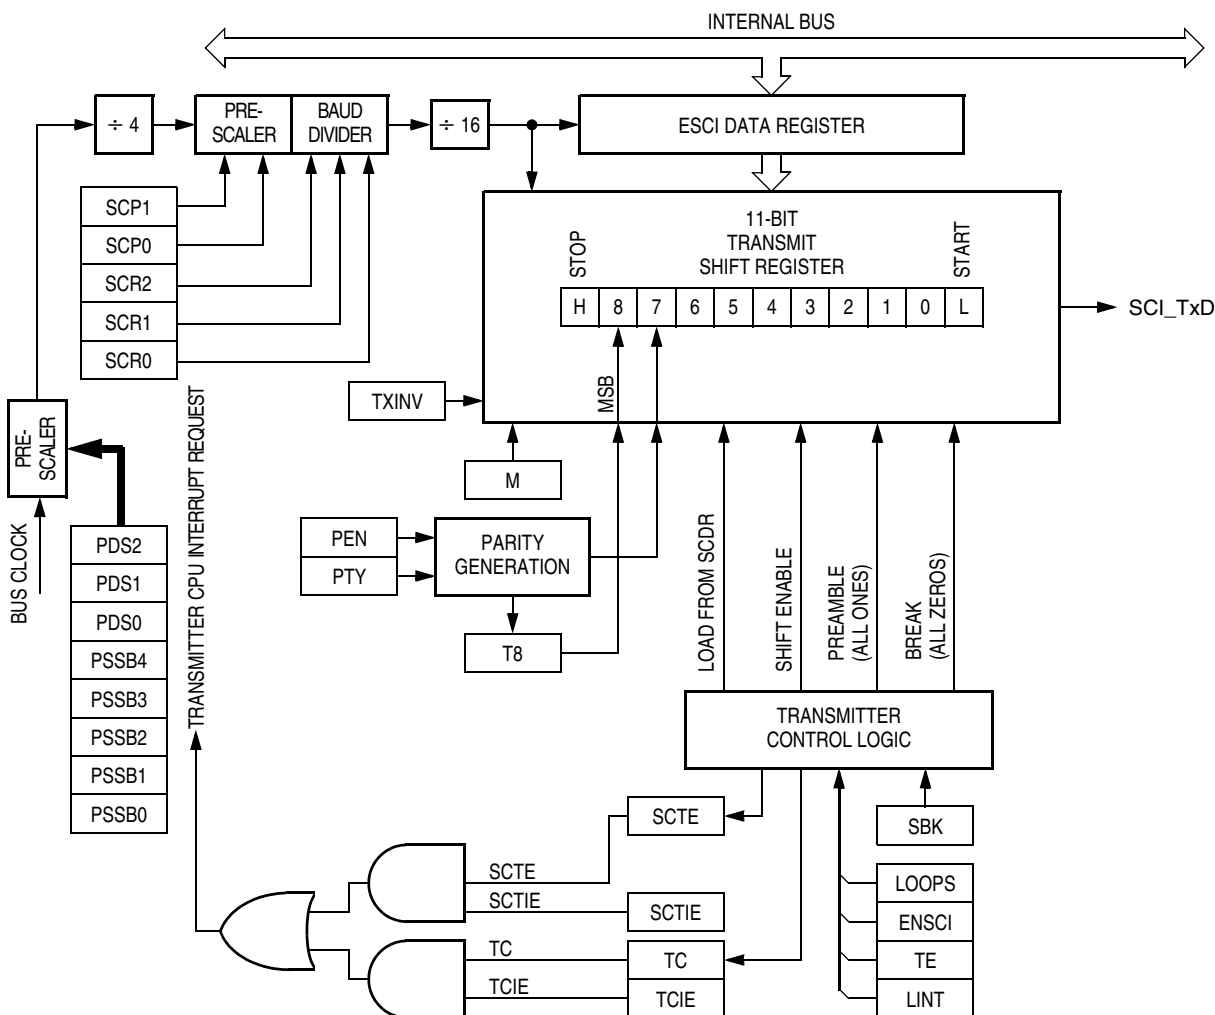 INTERNAL BUS
÷ 4
PRE-
SCALER
BAUD
DIVIDER
÷ 16
ESCI DATA REGISTER
SCP1
SCP0
SCR2
SCR1
SCR0
11-BIT
TRANSMIT
SHIFT REGISTER
STOP
START
H 8 7 6 5 4 3 2 1 0 L
SCI_TxD
MSB
TXINV
M
PRE-
SCALER
BUS CLOCK
PDS2
PDS1
PDS0
PSSB4
PSSB3
PSSB2
PSSB1
PSSB0
TRANSMITTER CPU INTERRUPT REQUEST
PEN
PTY
PARITY
GENERATION
T8
LOAD FROM SCDR
SHIFT ENABLE
PREAMBLE
(ALL ONES)
BREAK
(ALL ZEROS)
TRANSMITTER
CONTROL LOGIC
SCTE
SBK
SCTE
SCTIE
SCTIE
LOOPS
ENSCI
TC
TC
TE
TCIE
TCIE
LINT